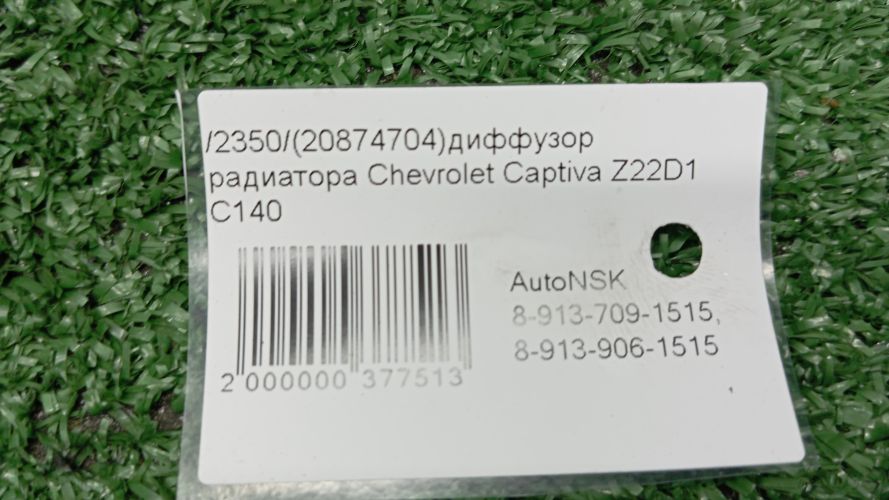 /2350/(20874704)диффузор
радиатора Chevrolet Captiva Z22D1
C140
AutoNSK
8-913-709-1515,
8-913-906-1515
2 000000 377513